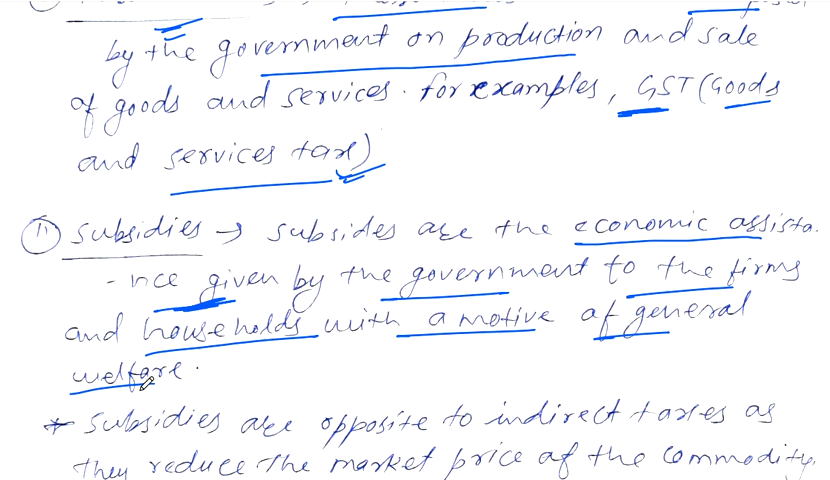 by the government on production and sale
of goods and services. for examples, GST (Goods
and services tax)
(ii) Subsidies → subsides are the economic assista.
-nce given by the government to the firms
and households with a motive of general
welfare.
* Subsidies are opposite to indirect taxes as
they reduce the market price of the commodity.